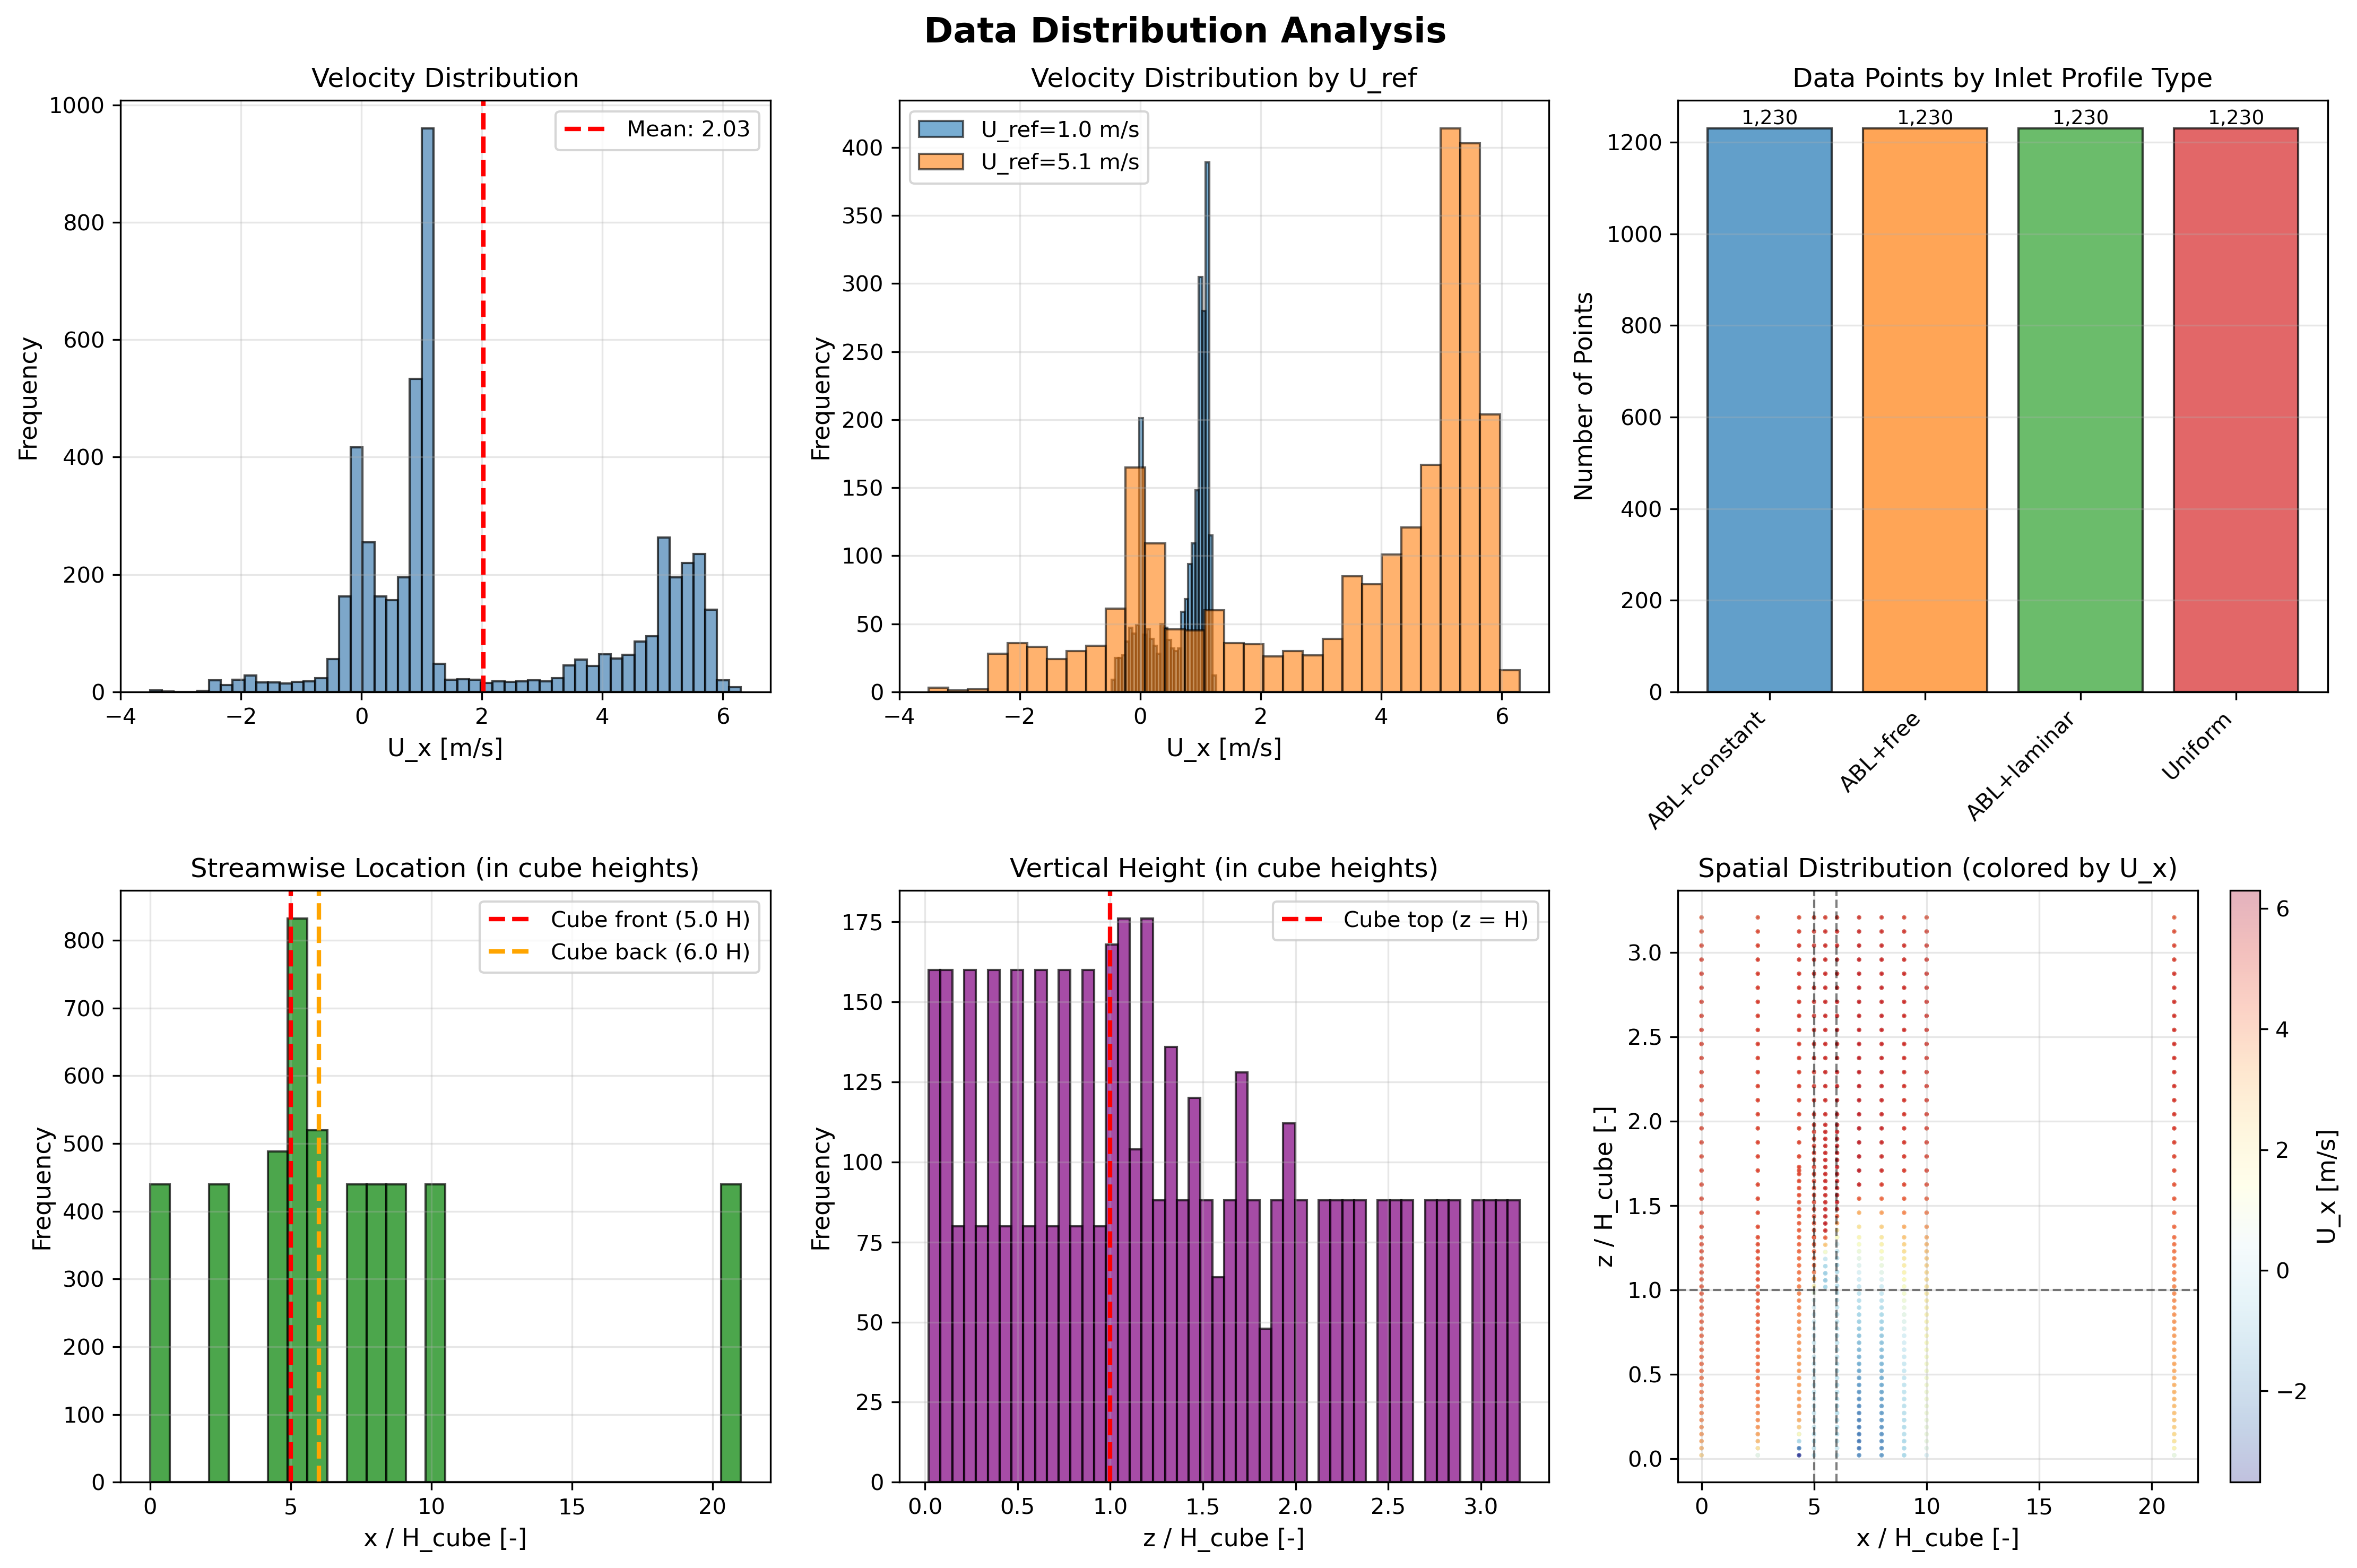 Data Distribution Analysis
Velocity Distribution
1000
800
600
400
200
0
−4
−2
0
2
4
6
Frequency
U_x [m/s]
Mean: 2.03
Velocity Distribution by U_ref
400
350
300
250
200
150
100
50
0
−4
−2
0
2
4
6
Frequency
U_x [m/s]
U_ref=1.0 m/s
U_ref=5.1 m/s
Data Points by Inlet Profile Type
1,230
1,230
1,230
1,230
1200
1000
800
600
400
200
0
Number of Points
ABL+constant
ABL+free
ABL+laminar
Uniform
Streamwise Location (in cube heights)
800
700
600
500
400
300
200
100
0
0
5
10
15
20
Frequency
x / H_cube [-]
Cube front (5.0 H)
Cube back (6.0 H)
Vertical Height (in cube heights)
175
150
125
100
75
50
25
0
0.0
0.5
1.0
1.5
2.0
2.5
3.0
Frequency
z / H_cube [-]
Cube top (z = H)
Spatial Distribution (colored by U_x)
3.0
2.5
2.0
1.5
1.0
0.5
0.0
0
5
10
15
20
z / H_cube [-]
x / H_cube [-]
6
4
2
0
−2
U_x [m/s]